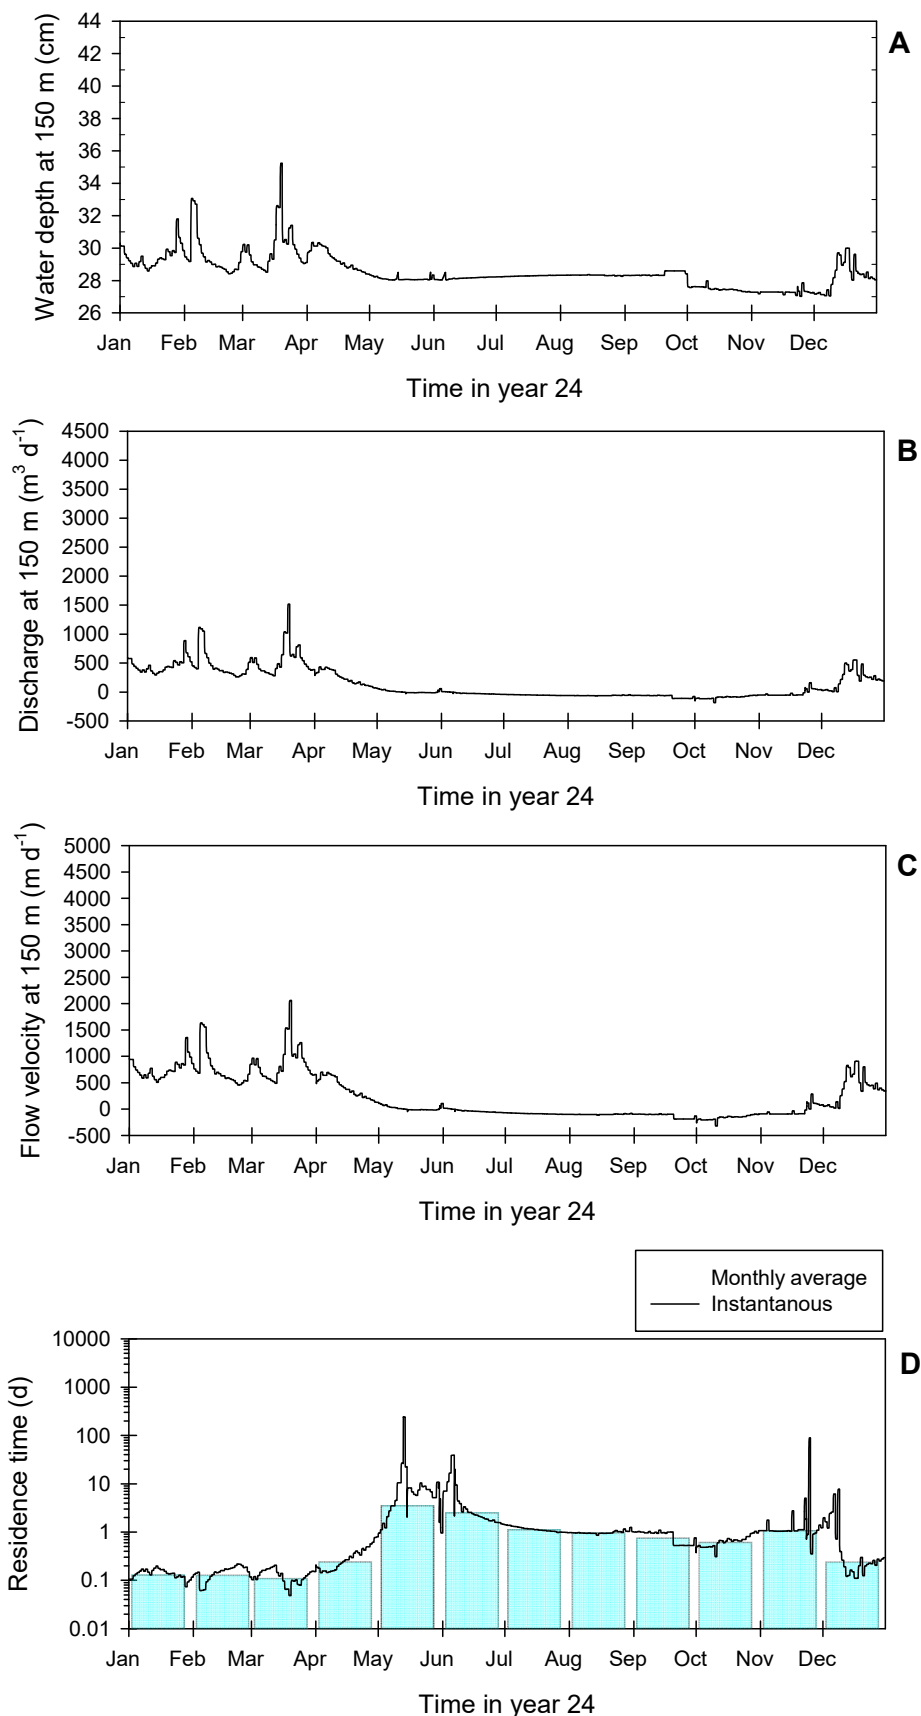 A
Water depth at 150 m (cm)
44
42
40
38
36
34
32
30
28
26
Jan Feb Mar Apr May Jun Jul Aug Sep Oct Nov Dec
Time in year 24
B
Discharge at 150 m (m³ d⁻¹)
4500
4000
3500
3000
2500
2000
1500
1000
500
0
-500
Jan Feb Mar Apr May Jun Jul Aug Sep Oct Nov Dec
Time in year 24
C
Flow velocity at 150 m (m d⁻¹)
5000
4500
4000
3500
3000
2500
2000
1500
1000
500
0
-500
Jan Feb Mar Apr May Jun Jul Aug Sep Oct Nov Dec
Time in year 24
Monthly average
Instantanous
D
Residence time (d)
10000
1000
100
10
1
0.1
0.01
Jan Feb Mar Apr May Jun Jul Aug Sep Oct Nov Dec
Time in year 24